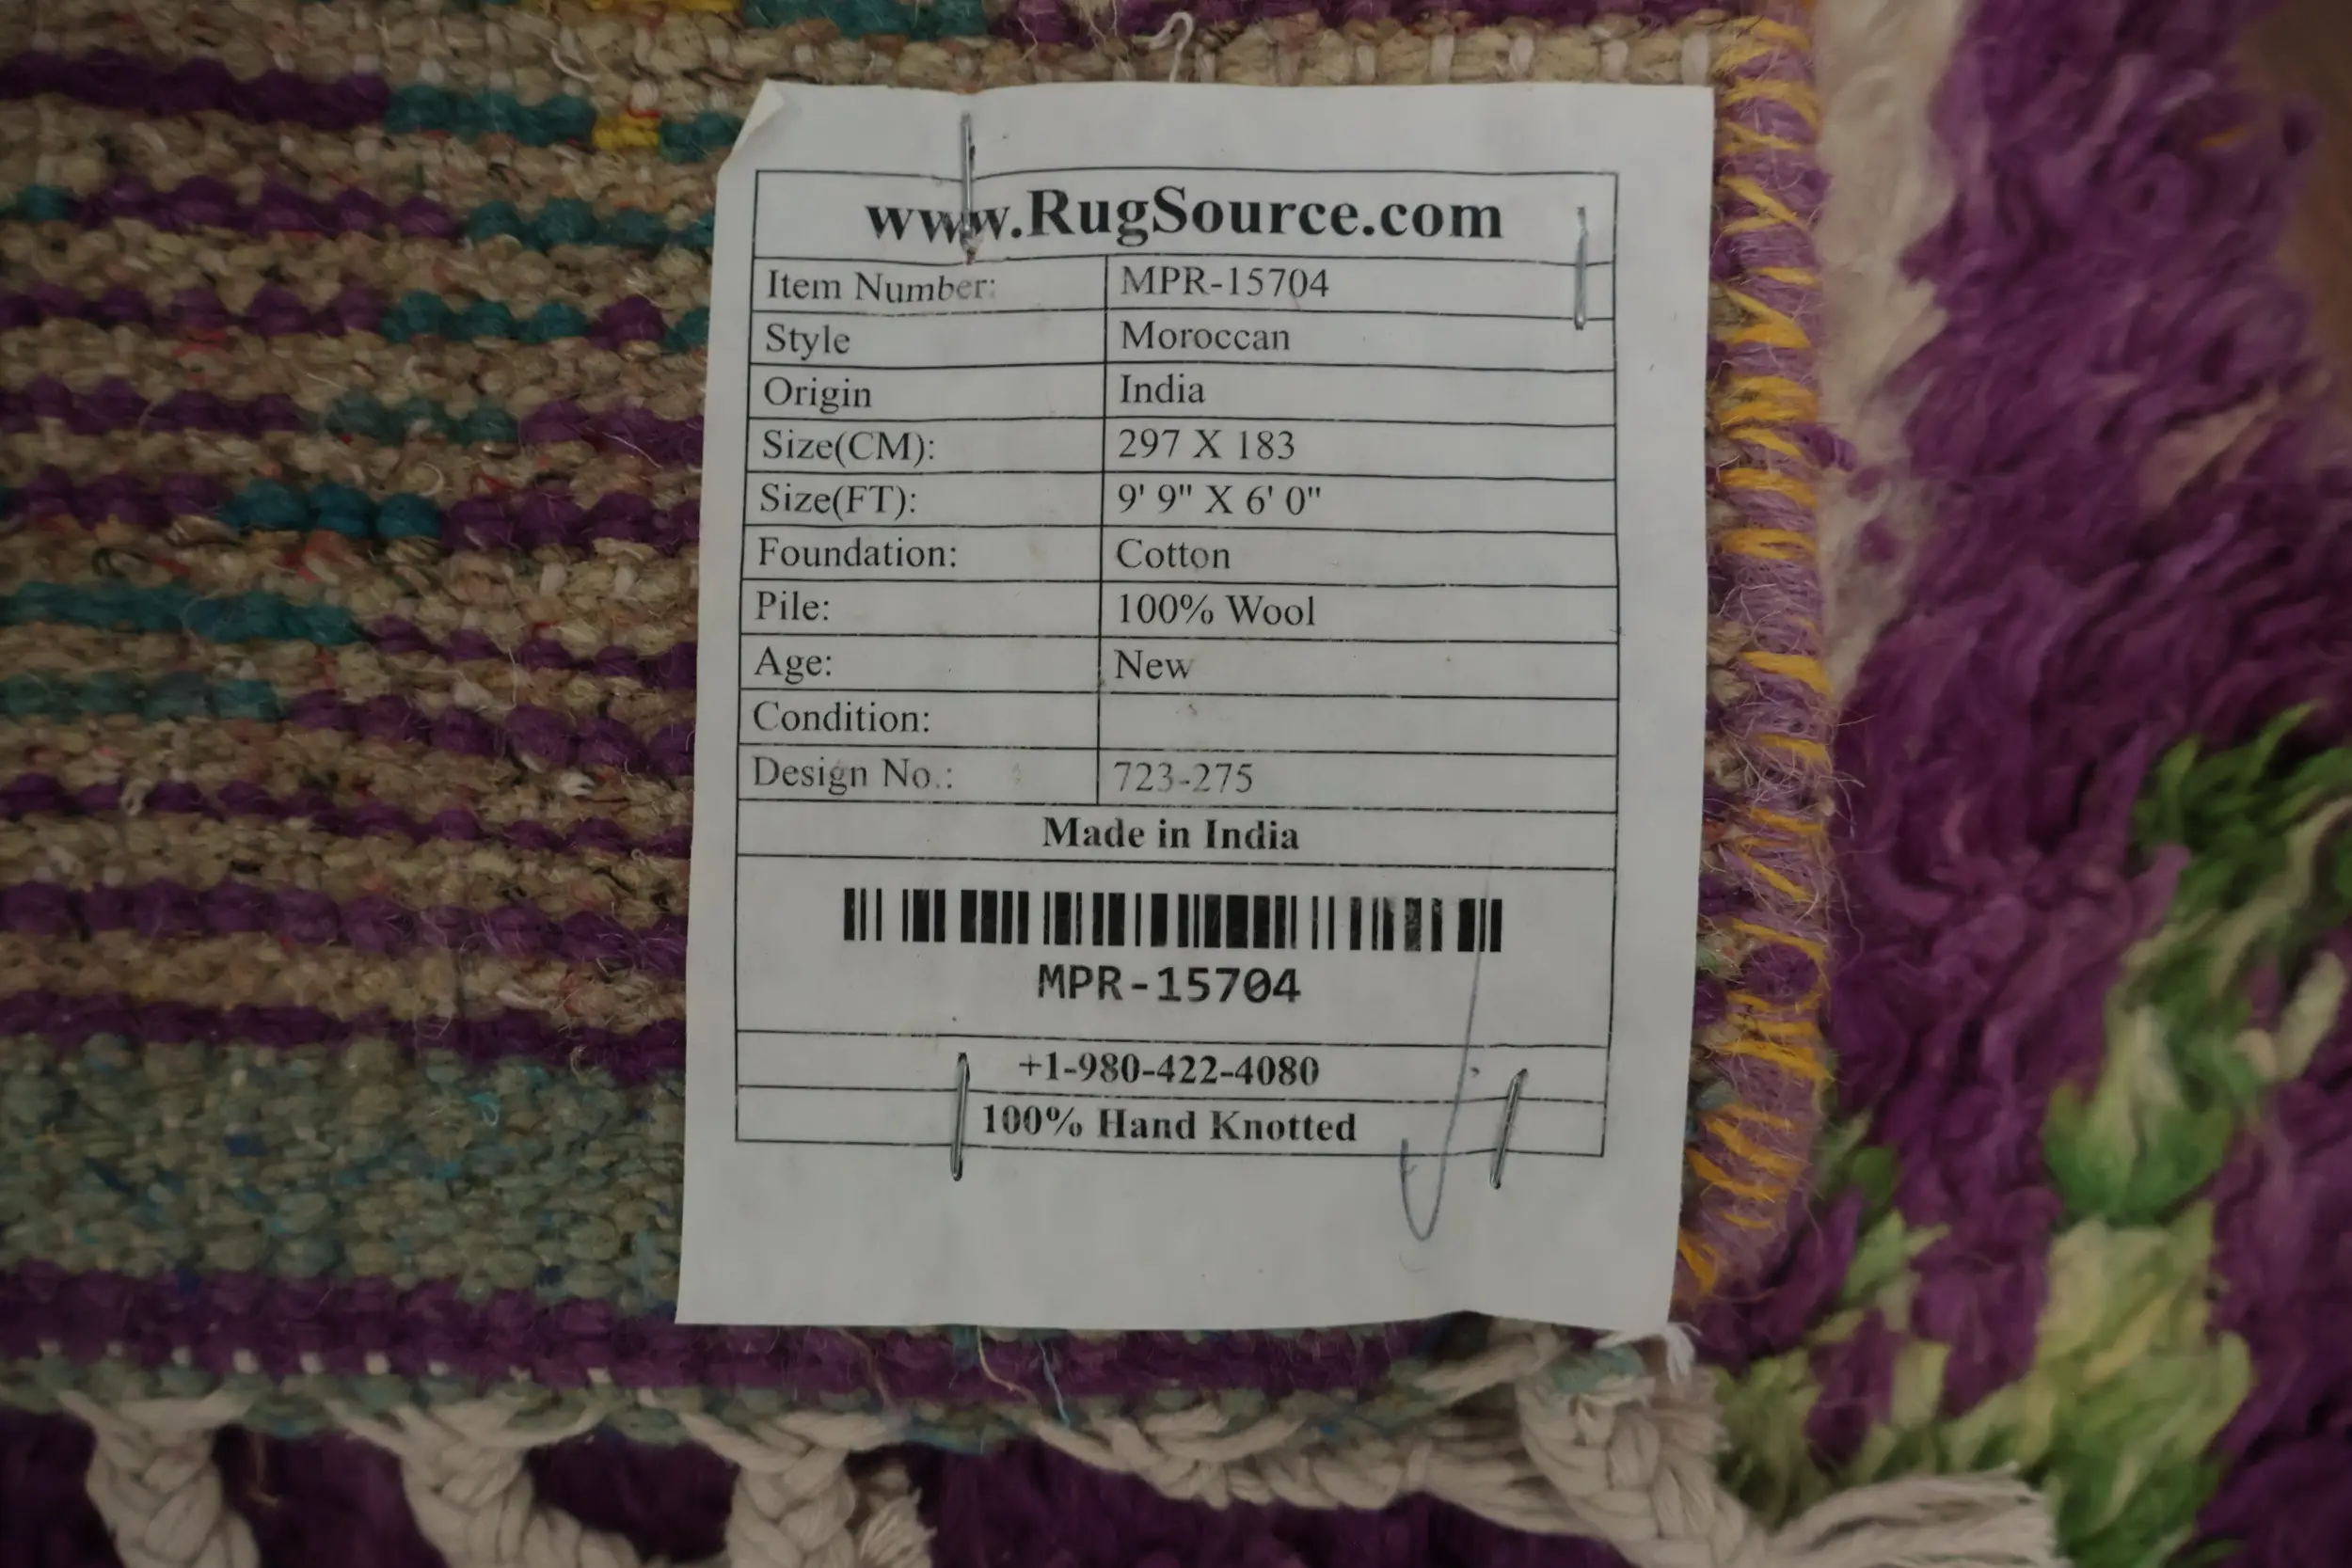 www.RugSource.com
Item Number: MPR-15704
Style Moroccan
Origin India
Size(CM): 297 X 183
Size(FT): 9' 9" X 6' 0"
Foundation: Cotton
Pile: 100% Wool
Age: New
Condition:
Design No.: 723-275
Made in India
MPR-15704
+1-980-422-4080
100% Hand Knotted